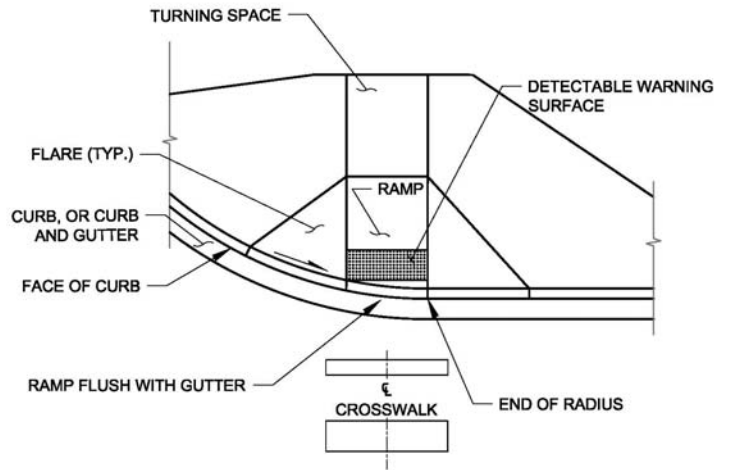 TURNING SPACE
DETECTABLE WARNING
SURFACE
FLARE (TYP.)
RAMP
CURB, OR CURB
AND GUTTER
FACE OF CURB
RAMP FLUSH WITH GUTTER
℄
CROSSWALK
END OF RADIUS